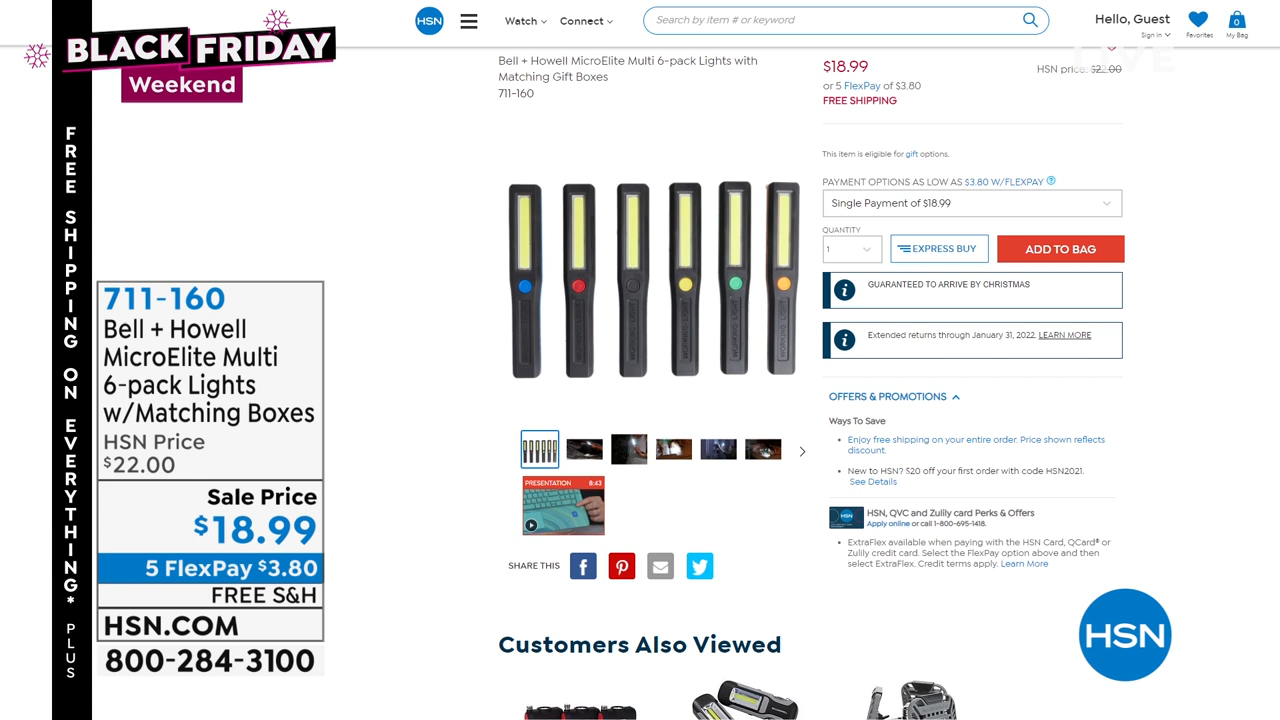 BLACK FRIDAY
Weekend
FREE SHIPPING ON EVERYTHING* PLUS
711-160
Bell + Howell
MicroElite Multi
6-pack Lights
w/Matching Boxes
HSN Price
$22.00
Sale Price
$18.99
5 FlexPay $3.80
FREE S&H
HSN.COM
800-284-3100
HSN
Watch
Connect
Search by item # or keyword
Hello, Guest
Sign in
Favorites
0
My Bag
LIVE
Bell + Howell MicroElite Multi 6-pack Lights with
Matching Gift Boxes
711-160
$18.99
HSN price: $22.00
or 5 FlexPay of $3.80
FREE SHIPPING
This item is eligible for gift options.
PAYMENT OPTIONS AS LOW AS $3.80 W/FLEXPAY ?
Single Payment of $18.99
QUANTITY
1
EXPRESS BUY
ADD TO BAG
GUARANTEED TO ARRIVE BY CHRISTMAS
Extended returns through January 31, 2022. LEARN MORE
OFFERS & PROMOTIONS
Ways To Save
Enjoy free shipping on your entire order. Price shown reflects
discount.
New to HSN? $20 off your first order with code HSN2021.
See Details
HSN
HSN, QVC and Zulily card Perks & Offers
Apply online or call 1-800-695-1418.
ExtraFlex available when paying with the HSN Card, QCard® or
Zulily credit card. Select the FlexPay option above and then
select ExtraFlex. Credit terms apply. Learn More
PRESENTATION 8:43
SHARE THIS
Customers Also Viewed
HSN